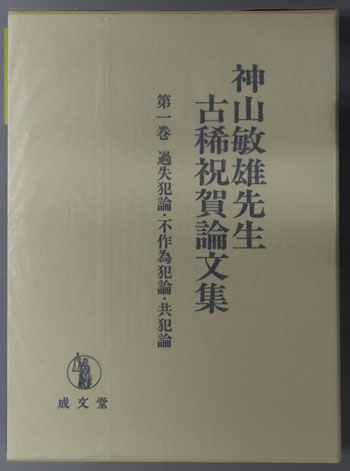 神山敏雄先生
古稀祝賀論文集
第一巻 過失犯論・不作為犯論・共犯論
成文堂